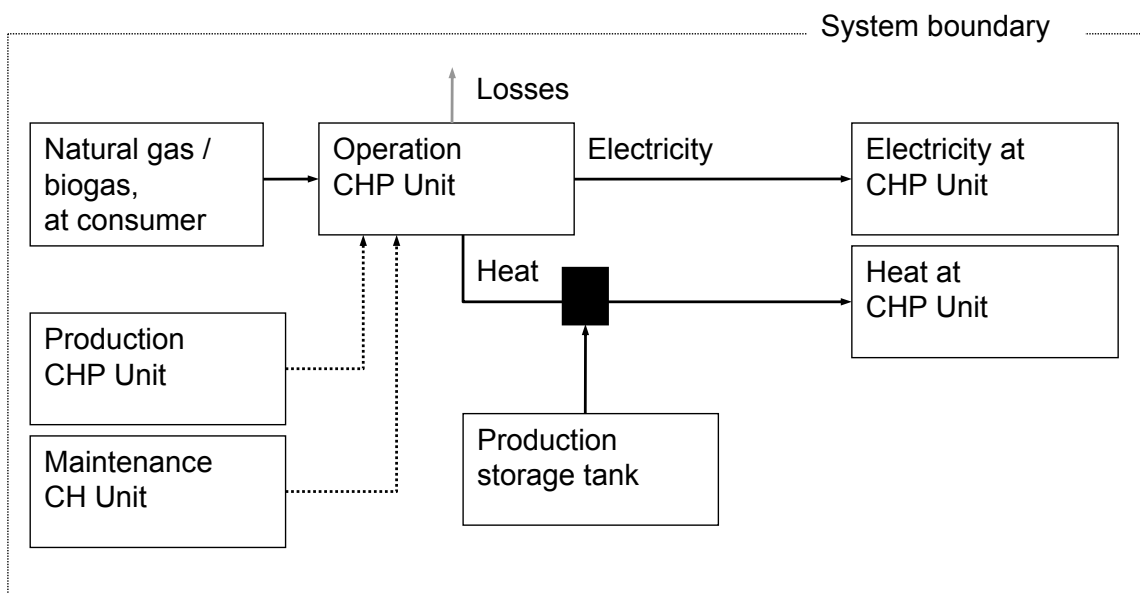 System boundary
Losses
Natural gas /
biogas,
at consumer
Operation
CHP Unit
Electricity
Electricity at
CHP Unit
Heat
Heat at
CHP Unit
Production
CHP Unit
Maintenance
CH Unit
Production
storage tank